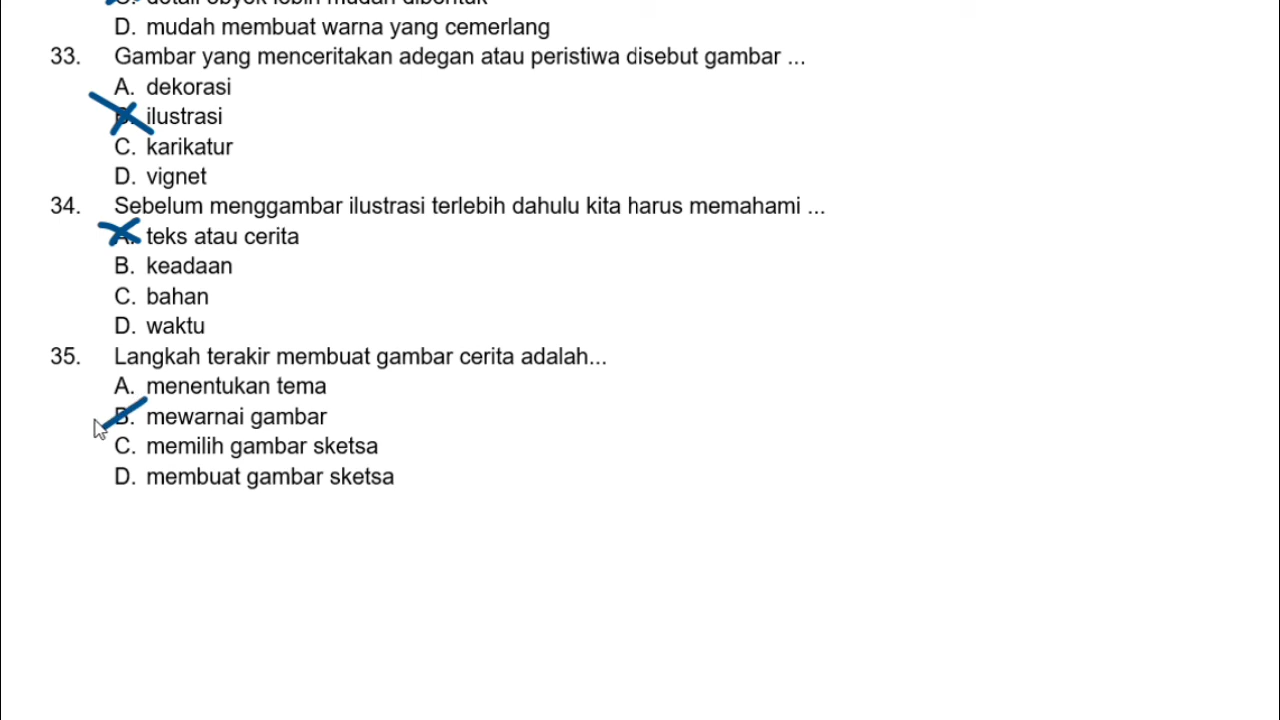 D. mudah membuat warna yang cemerlang
33. Gambar yang menceritakan adegan atau peristiwa disebut gambar ...
A. dekorasi
B. ilustrasi
C. karikatur
D. vignet
34. Sebelum menggambar ilustrasi terlebih dahulu kita harus memahami ...
A. teks atau cerita
B. keadaan
C. bahan
D. waktu
35. Langkah terakir membuat gambar cerita adalah...
A. menentukan tema
B. mewarnai gambar
C. memilih gambar sketsa
D. membuat gambar sketsa